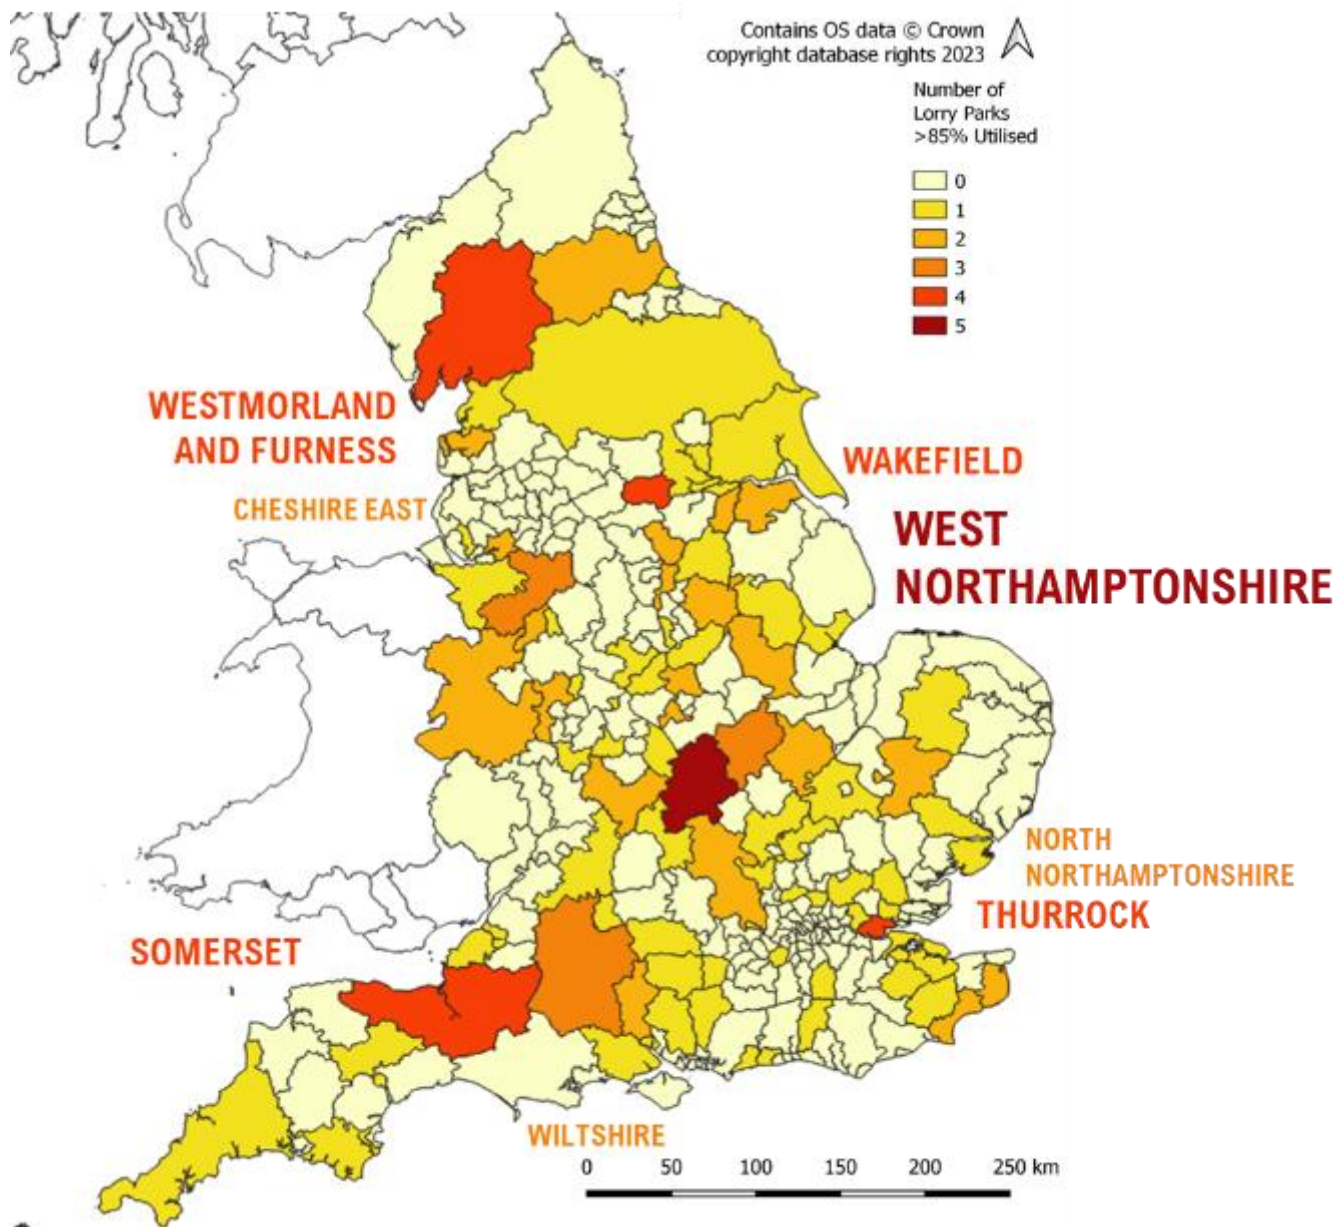 Contains OS data © Crown
copyright database rights 2023
Number of
Lorry Parks
>85% Utilised
0
1
2
3
4
5
WESTMORLAND
AND FURNESS
CHESHIRE EAST
WAKEFIELD
WEST
NORTHAMPTONSHIRE
NORTH
NORTHAMPTONSHIRE
THURROCK
SOMERSET
WILTSHIRE
0 50 100 150 200 250 km